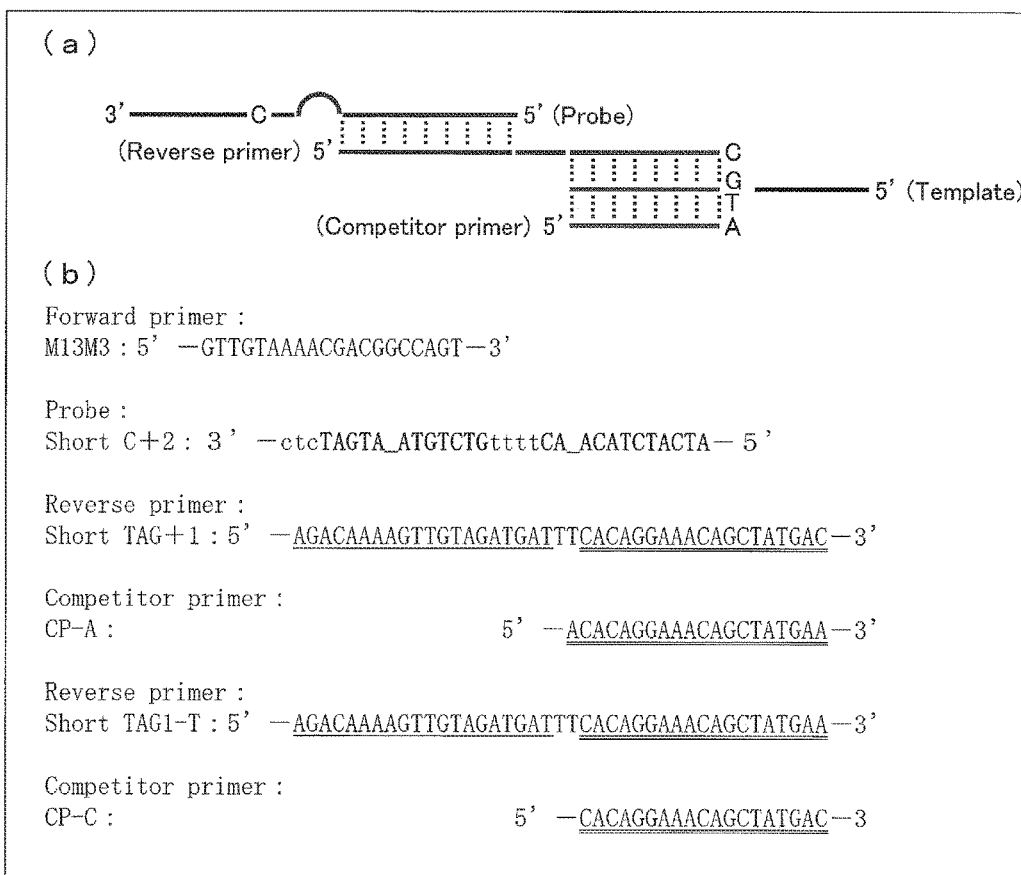 (a)
3' C 5' (Probe)
(Reverse primer) 5' C
G 5' (Template)
T
(Competitor primer) 5' A
(b)
Forward primer :
M13M3 : 5' —GTTGTAAAACGACGGCCAGT—3'
Probe :
Short C+2 : 3' —ctcTAGTA_ATGTCTGttttCA_ACATCTACTA— 5'
Reverse primer :
Short TAG+1 : 5' —AGACAAAAGTTGTAGATGATTTCACAGGAAACAGCTATGAC—3'
Competitor primer :
CP-A : 5' —ACACAGGAAACAGCTATGAA—3'
Reverse primer :
Short TAG1-T : 5' —AGACAAAAGTTGTAGATGATTTCACAGGAAACAGCTATGAA—3'
Competitor primer :
CP-C : 5' —CACAGGAAACAGCTATGAC—3